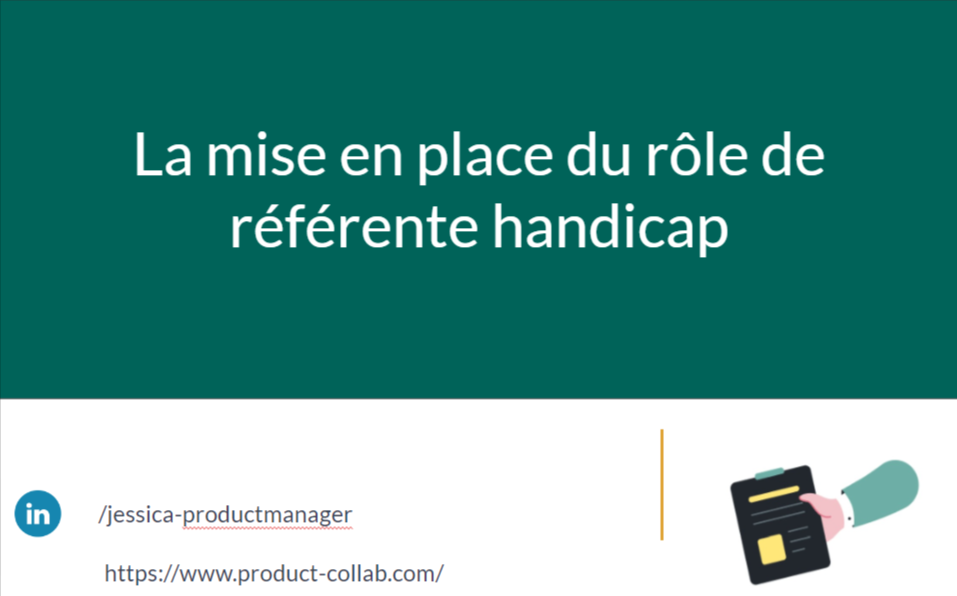 La mise en place du rôle de
référente handicap
in
/jessica-productmanager
https://www.product-collab.com/